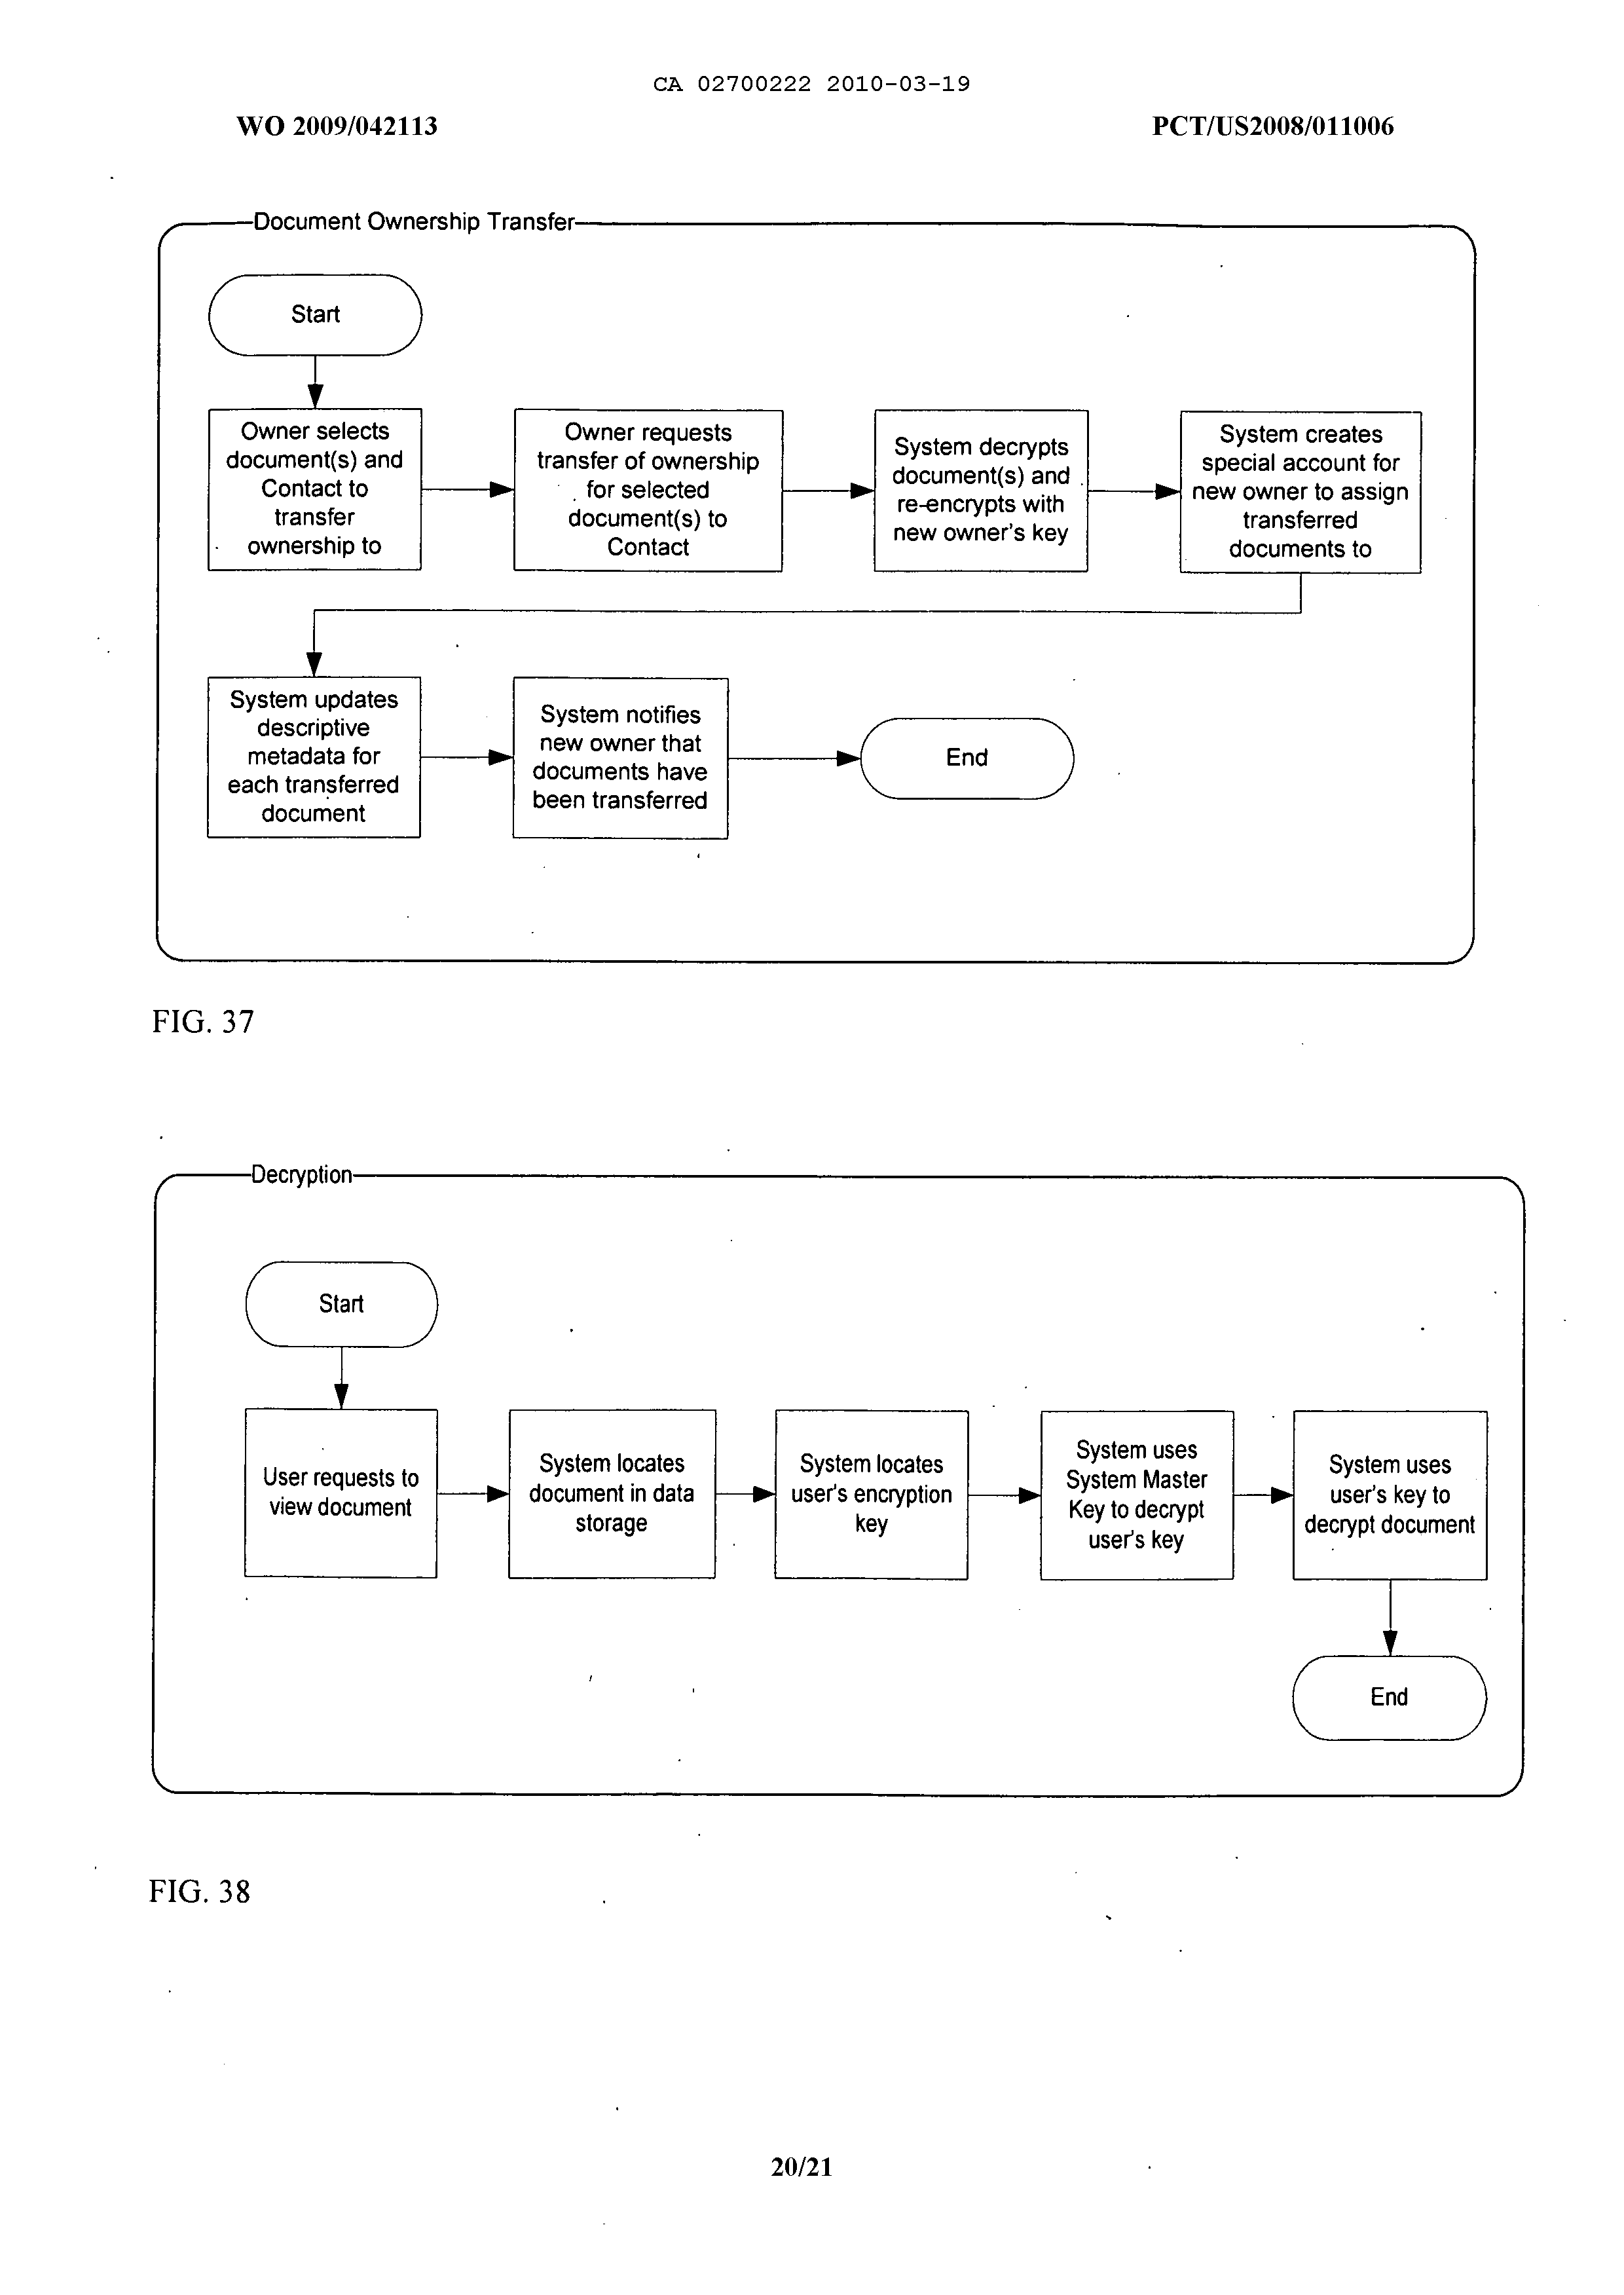 CA 02700222 2010-03-19
WO 2009/042113
PCT/US2008/011006
Document Ownership Transfer
Start
Owner selects
document(s) and
Contact to
transfer
ownership to
Owner requests
transfer of ownership
for selected
document(s) to
Contact
System decrypts
document(s) and
re-encrypts with
new owner's key
System creates
special account for
new owner to assign
transferred
documents to
System updates
descriptive
metadata for
each transferred
document
System notifies
new owner that
documents have
been transferred
End
FIG. 37
Decryption
Start
User requests to
view document
System locates
document in data
storage
System locates
user's encryption
key
System uses
System Master
Key to decrypt
user's key
System uses
user's key to
decrypt document
End
FIG. 38
20/21